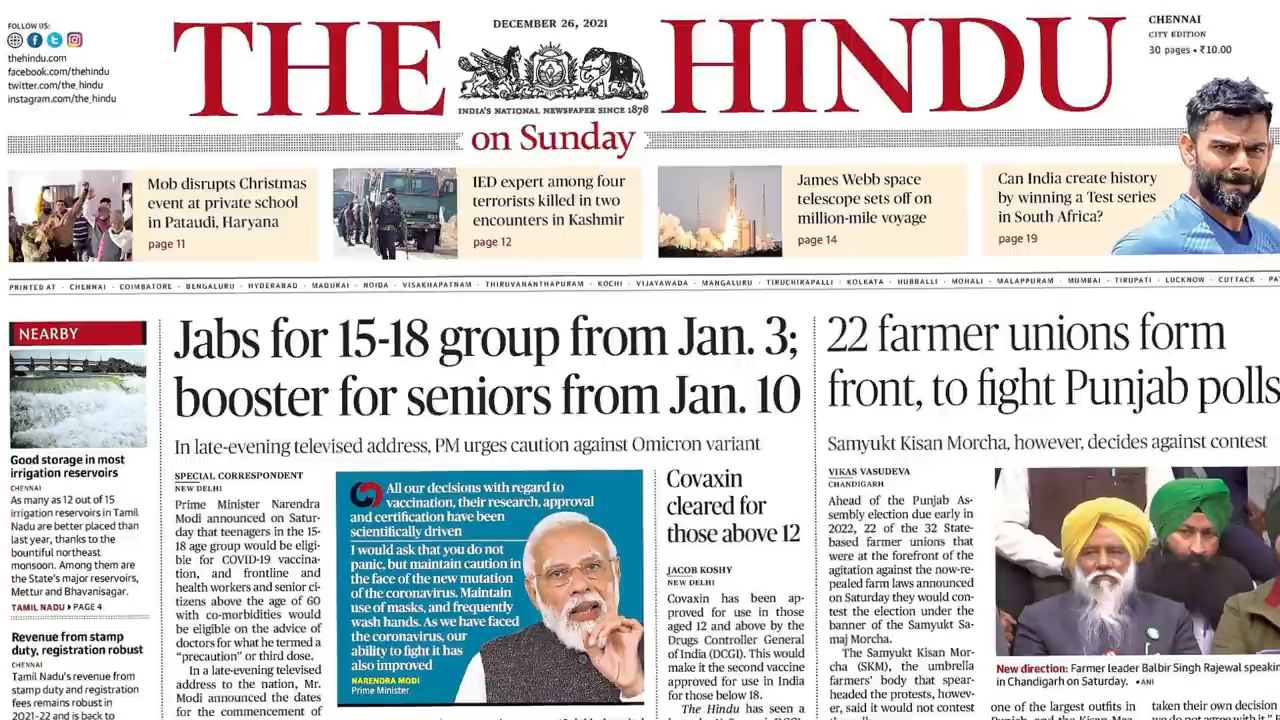 FOLLOW US:
thehindu.com
facebook.com/thehindu
twitter.com/the_hindu
instagram.com/the_hindu
DECEMBER 26, 2021
THE HINDU
INDIA'S NATIONAL NEWSPAPER SINCE 1878
on Sunday
CHENNAI
CITY EDITION
30 pages • ₹10.00
Mob disrupts Christmas
event at private school
in Pataudi, Haryana
page 11
IED expert among four
terrorists killed in two
encounters in Kashmir
page 12
James Webb space
telescope sets off on
million-mile voyage
page 14
Can India create history
by winning a Test series
in South Africa?
page 19
PRINTED AT · CHENNAI · COIMBATORE · BENGALURU · HYDERABAD · MADURAI · NOIDA · VISAKHAPATNAM · THIRUVANANTHAPURAM · KOCHI · VIJAYAWADA · MANGALURU · TIRUCHIRAPALLI · KOLKATA · HUBBALLI · MOHALI · MALAPPURAM · MUMBAI · TIRUPATI · LUCKNOW · CUTTACK ·
NEARBY
Good storage in most
irrigation reservoirs
CHENNAI
As many as 12 out of 15
irrigation reservoirs in Tamil
Nadu are better placed than
last year, thanks to the
bountiful northeast
monsoon. Among them are
the State's major reservoirs,
Mettur and Bhavanisagar.
TAMIL NADU PAGE 4
Revenue from stamp
duty, registration robust
CHENNAI
Tamil Nadu's revenue from
stamp duty and registration
fees remains robust in
2021-22 and is back to
Jabs for 15-18 group from Jan. 3;
booster for seniors from Jan. 10
In late-evening televised address, PM urges caution against Omicron variant
SPECIAL CORRESPONDENT
NEW DELHI
Prime Minister Narendra
Modi announced on Satur-
day that teenagers in the 15-
18 age group would be eligi-
ble for COVID-19 vaccina-
tion, and frontline and
health workers and senior ci-
tizens above the age of 60
with co-morbidities would
be eligible on the advice of
doctors for what he termed a
"precaution" or third dose.
In a late-evening televised
address to the nation, Mr.
Modi announced the dates
for the commencement of
All our decisions with regard to
vaccination, their research, approval
and certification have been
scientifically driven
I would ask that you do not
panic, but maintain caution in
the face of the new mutation
of the coronavirus. Maintain
use of masks, and frequently
wash hands. As we have faced
the coronavirus, our
ability to fight it has
also improved
NARENDRA MODI
Prime Minister
Covaxin
cleared for
those above 12
JACOB KOSHY
NEW DELHI
Covaxin has been ap-
proved for use in those
aged 12 and above by the
Drugs Controller General
of India (DCGI). This would
make it the second vaccine
approved for use in India
for those below 18.
The Hindu has seen a
22 farmer unions form
front, to fight Punjab polls
Samyukt Kisan Morcha, however, decides against contest
VIKAS VASUDEVA
CHANDIGARH
Ahead of the Punjab As-
sembly election due early in
2022, 22 of the 32 State-
based farmer unions that
were at the forefront of the
agitation against the now-re-
pealed farm laws announced
on Saturday they would con-
test the election under the
banner of the Samyukt Sa-
maj Morcha.
The Samyukt Kisan Mor-
cha (SKM), the umbrella
farmers' body that spear-
headed the protests, howev-
er, said it would not contest
New direction: Farmer leader Balbir Singh Rajewal
in Chandigarh on Saturday. • ANI
one of the largest outfits in
taken their own decision